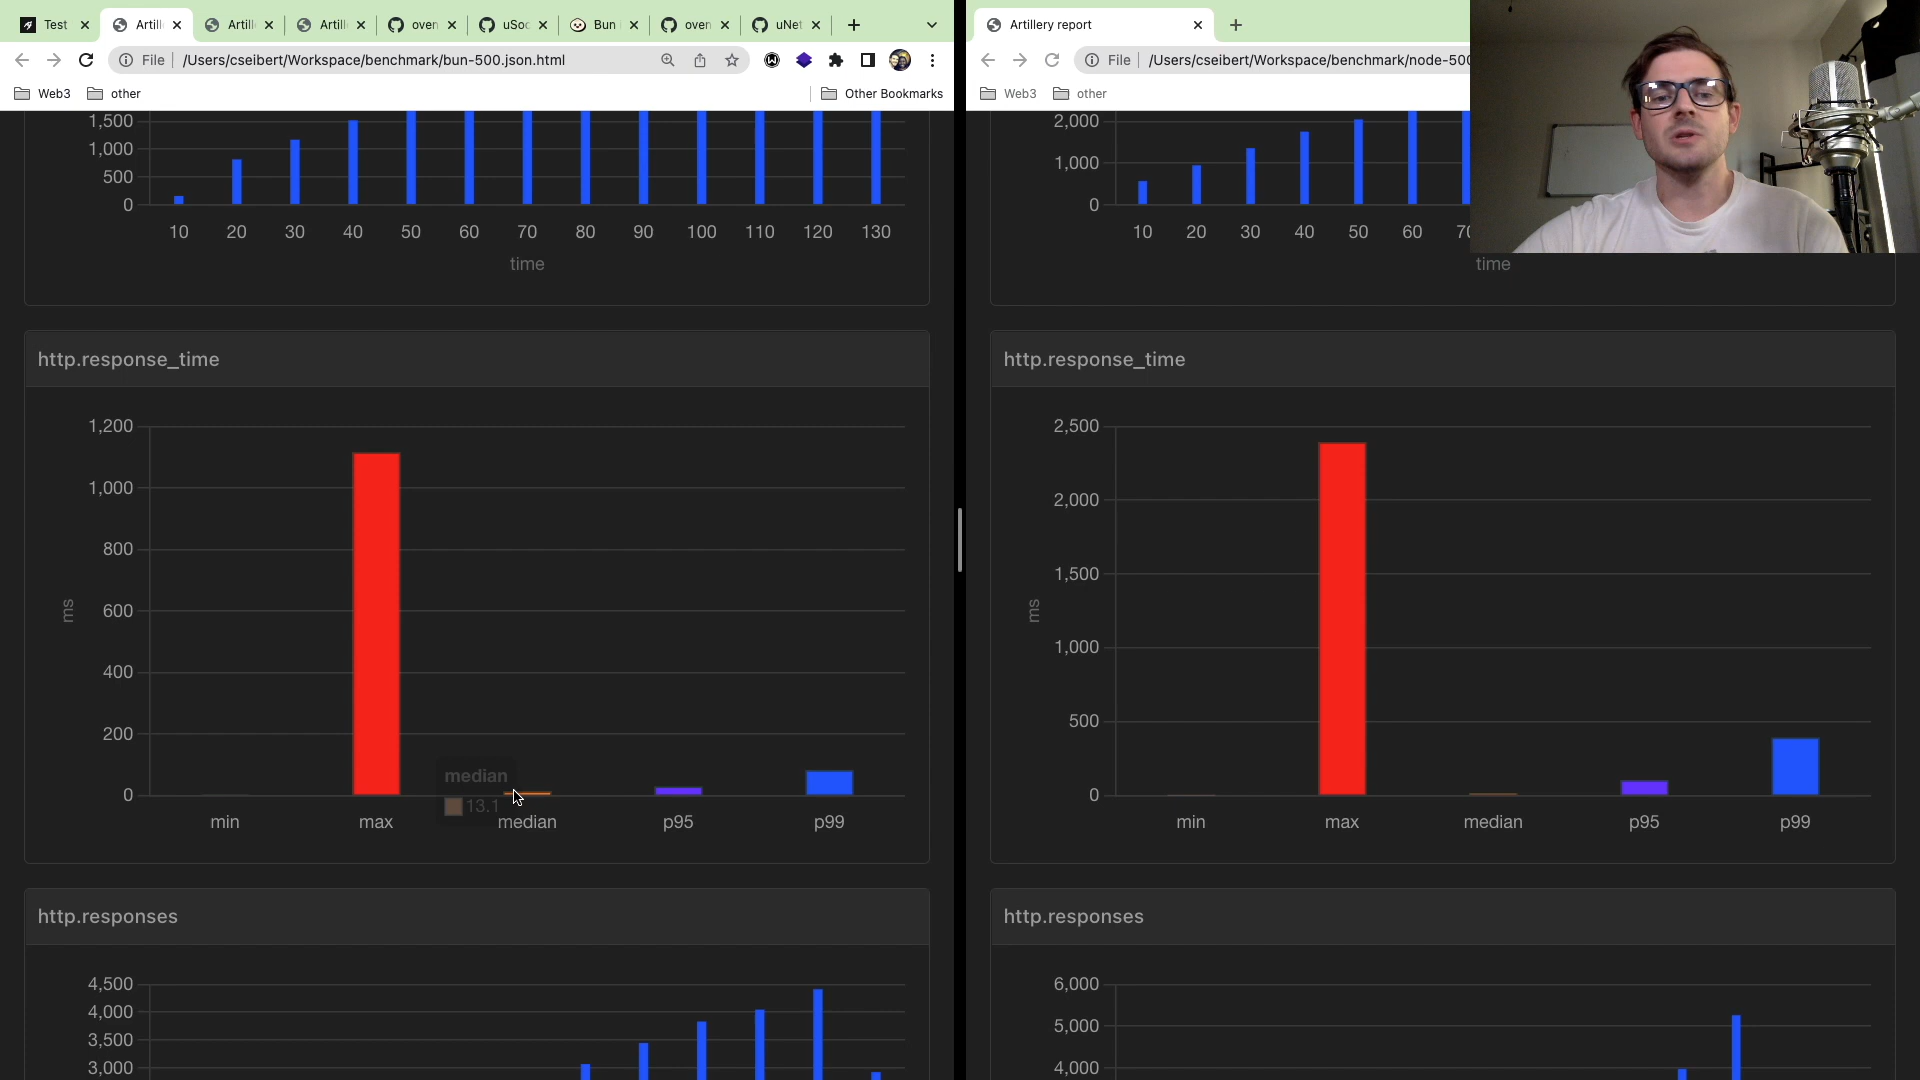 Test
Artill
Artill
Artill
oven
uSoc
Bun
oven
uNet
File
/Users/cseibert/Workspace/benchmark/bun-500.json.html
Web3
other
Other Bookmarks
1,500
1,000
500
0
10 20 30 40 50 60 70 80 90 100 110 120 130
time
http.response_time
1,200
1,000
800
600
400
200
0
ms
median
13.1
min max median p95 p99
http.responses
4,500
4,000
3,500
3,000
Artillery report
File
/Users/cseibert/Workspace/benchmark/node-500
Web3
other
2,000
1,000
0
10 20 30 40 50 60 70
time
http.response_time
2,500
2,000
1,500
1,000
500
0
ms
min max median p95 p99
http.responses
6,000
5,000
4,000